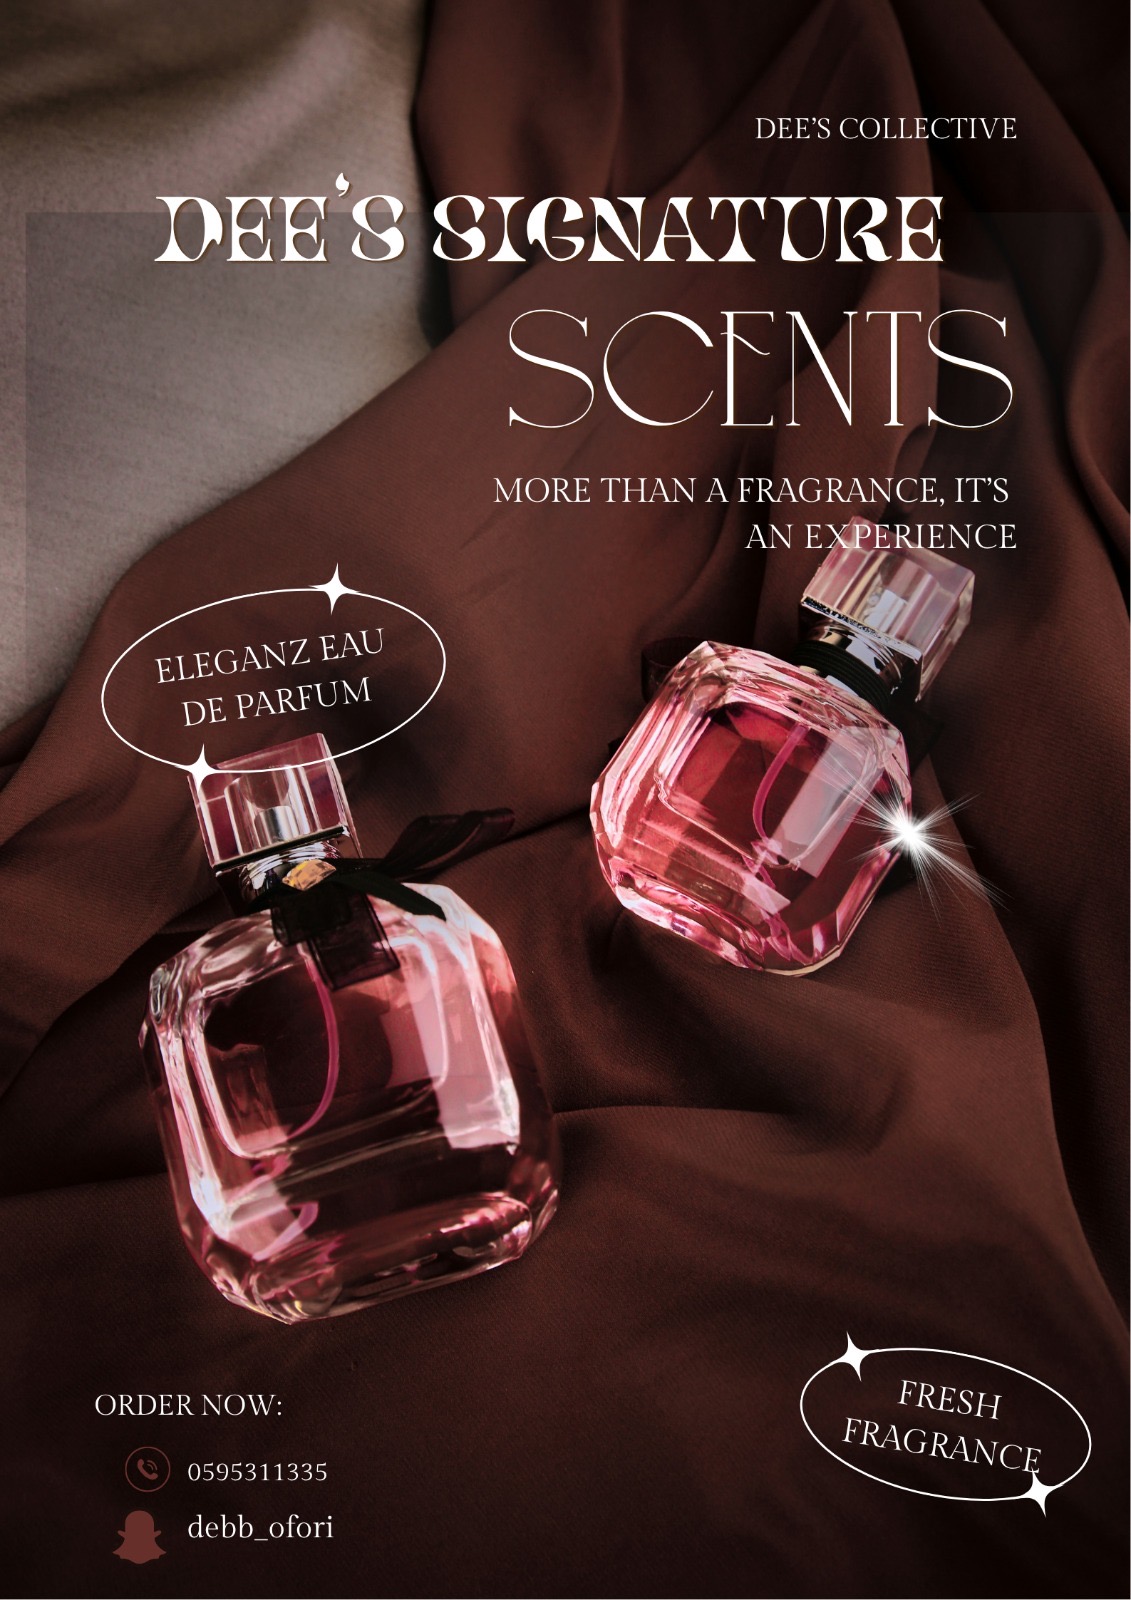 DEE'S COLLECTIVE
DEE'S SIGNATURE
SCENTS
MORE THAN A FRAGRANCE, IT'S
AN EXPERIENCE
ELEGANZ EAU
DE PARFUM
FRESH
FRAGRANCE
ORDER NOW:
0595311335
debb_ofori